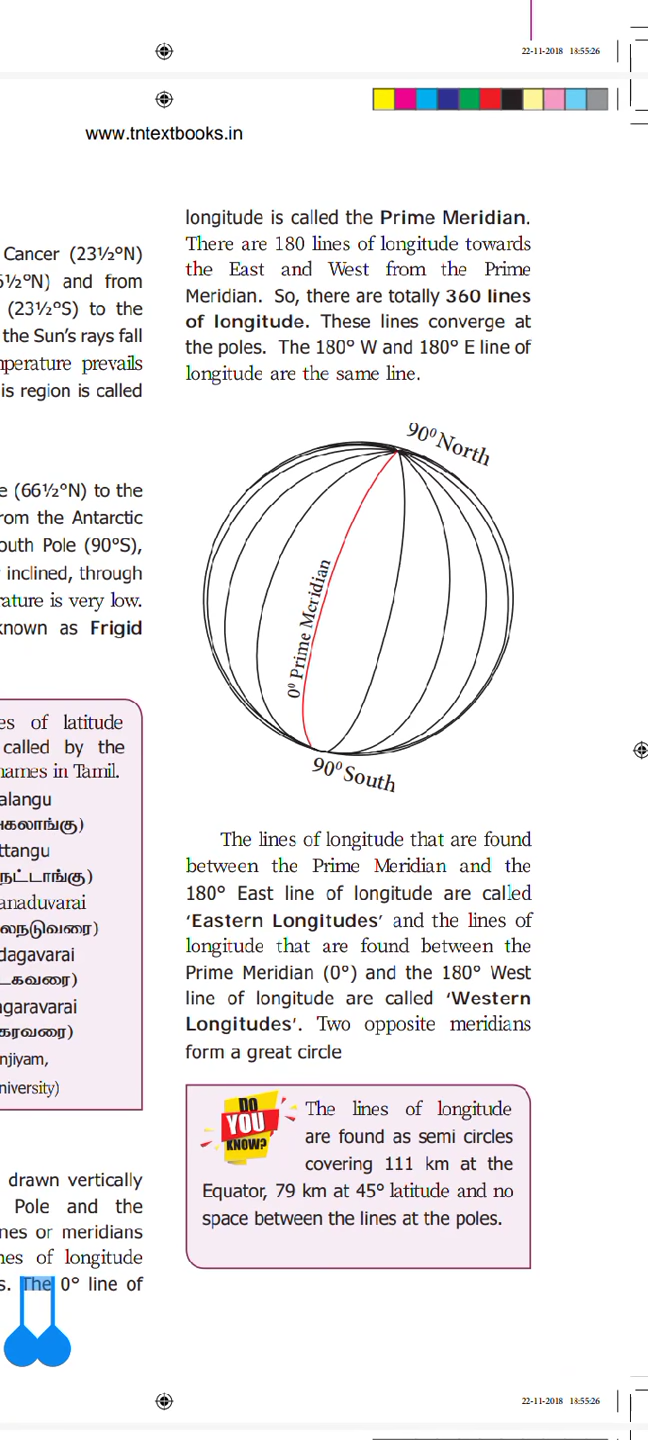 22-11-2018 18:55:26
www.tntextbooks.in
Cancer (23½°N)
½°N) and from
(23½°S) to the
the Sun's rays fall
perature prevails
is region is called
e (66½°N) to the
rom the Antarctic
outh Pole (90°S),
inclined, through
rature is very low.
known as Frigid
es of latitude
called by the
names in Tamil.
alangu
அகலாங்கு)
ttangu
நெட்டாங்கு)
anaduvarai
லநடுவரை)
dagavarai
டகவரை)
garavarai
கரவரை)
njiyam,
niversity)
drawn vertically
Pole and the
nes or meridians
nes of longitude
s. The 0° line of
longitude is called the Prime Meridian.
There are 180 lines of longitude towards
the East and West from the Prime
Meridian. So, there are totally 360 lines
of longitude. These lines converge at
the poles. The 180° W and 180° E line of
longitude are the same line.
90⁰ North
0⁰ Prime Meridian
90⁰ South
The lines of longitude that are found
between the Prime Meridian and the
180° East line of longitude are called
'Eastern Longitudes' and the lines of
longitude that are found between the
Prime Meridian (0°) and the 180° West
line of longitude are called 'Western
Longitudes'. Two opposite meridians
form a great circle
DO
YOU
KNOW?
The lines of longitude
are found as semi circles
covering 111 km at the
Equator, 79 km at 45° latitude and no
space between the lines at the poles.
22-11-2018 18:55:26